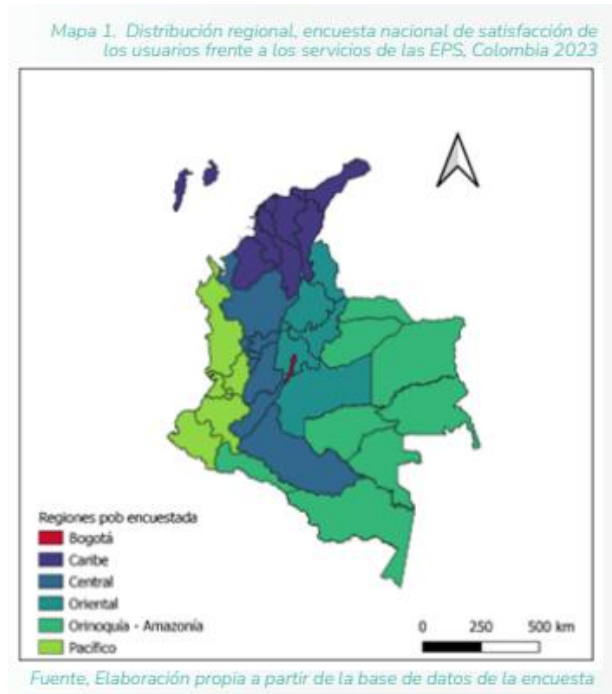 Mapa 1. Distribución regional, encuesta nacional de satisfacción de
los usuarios frente a los servicios de las EPS, Colombia 2023
Regiones pob encuestada
Bogotá
Caribe
Central
Oriental
Orinoquía - Amazonía
Pacífico
0 250 500 km
Fuente, Elaboración propia a partir de la base de datos de la encuesta